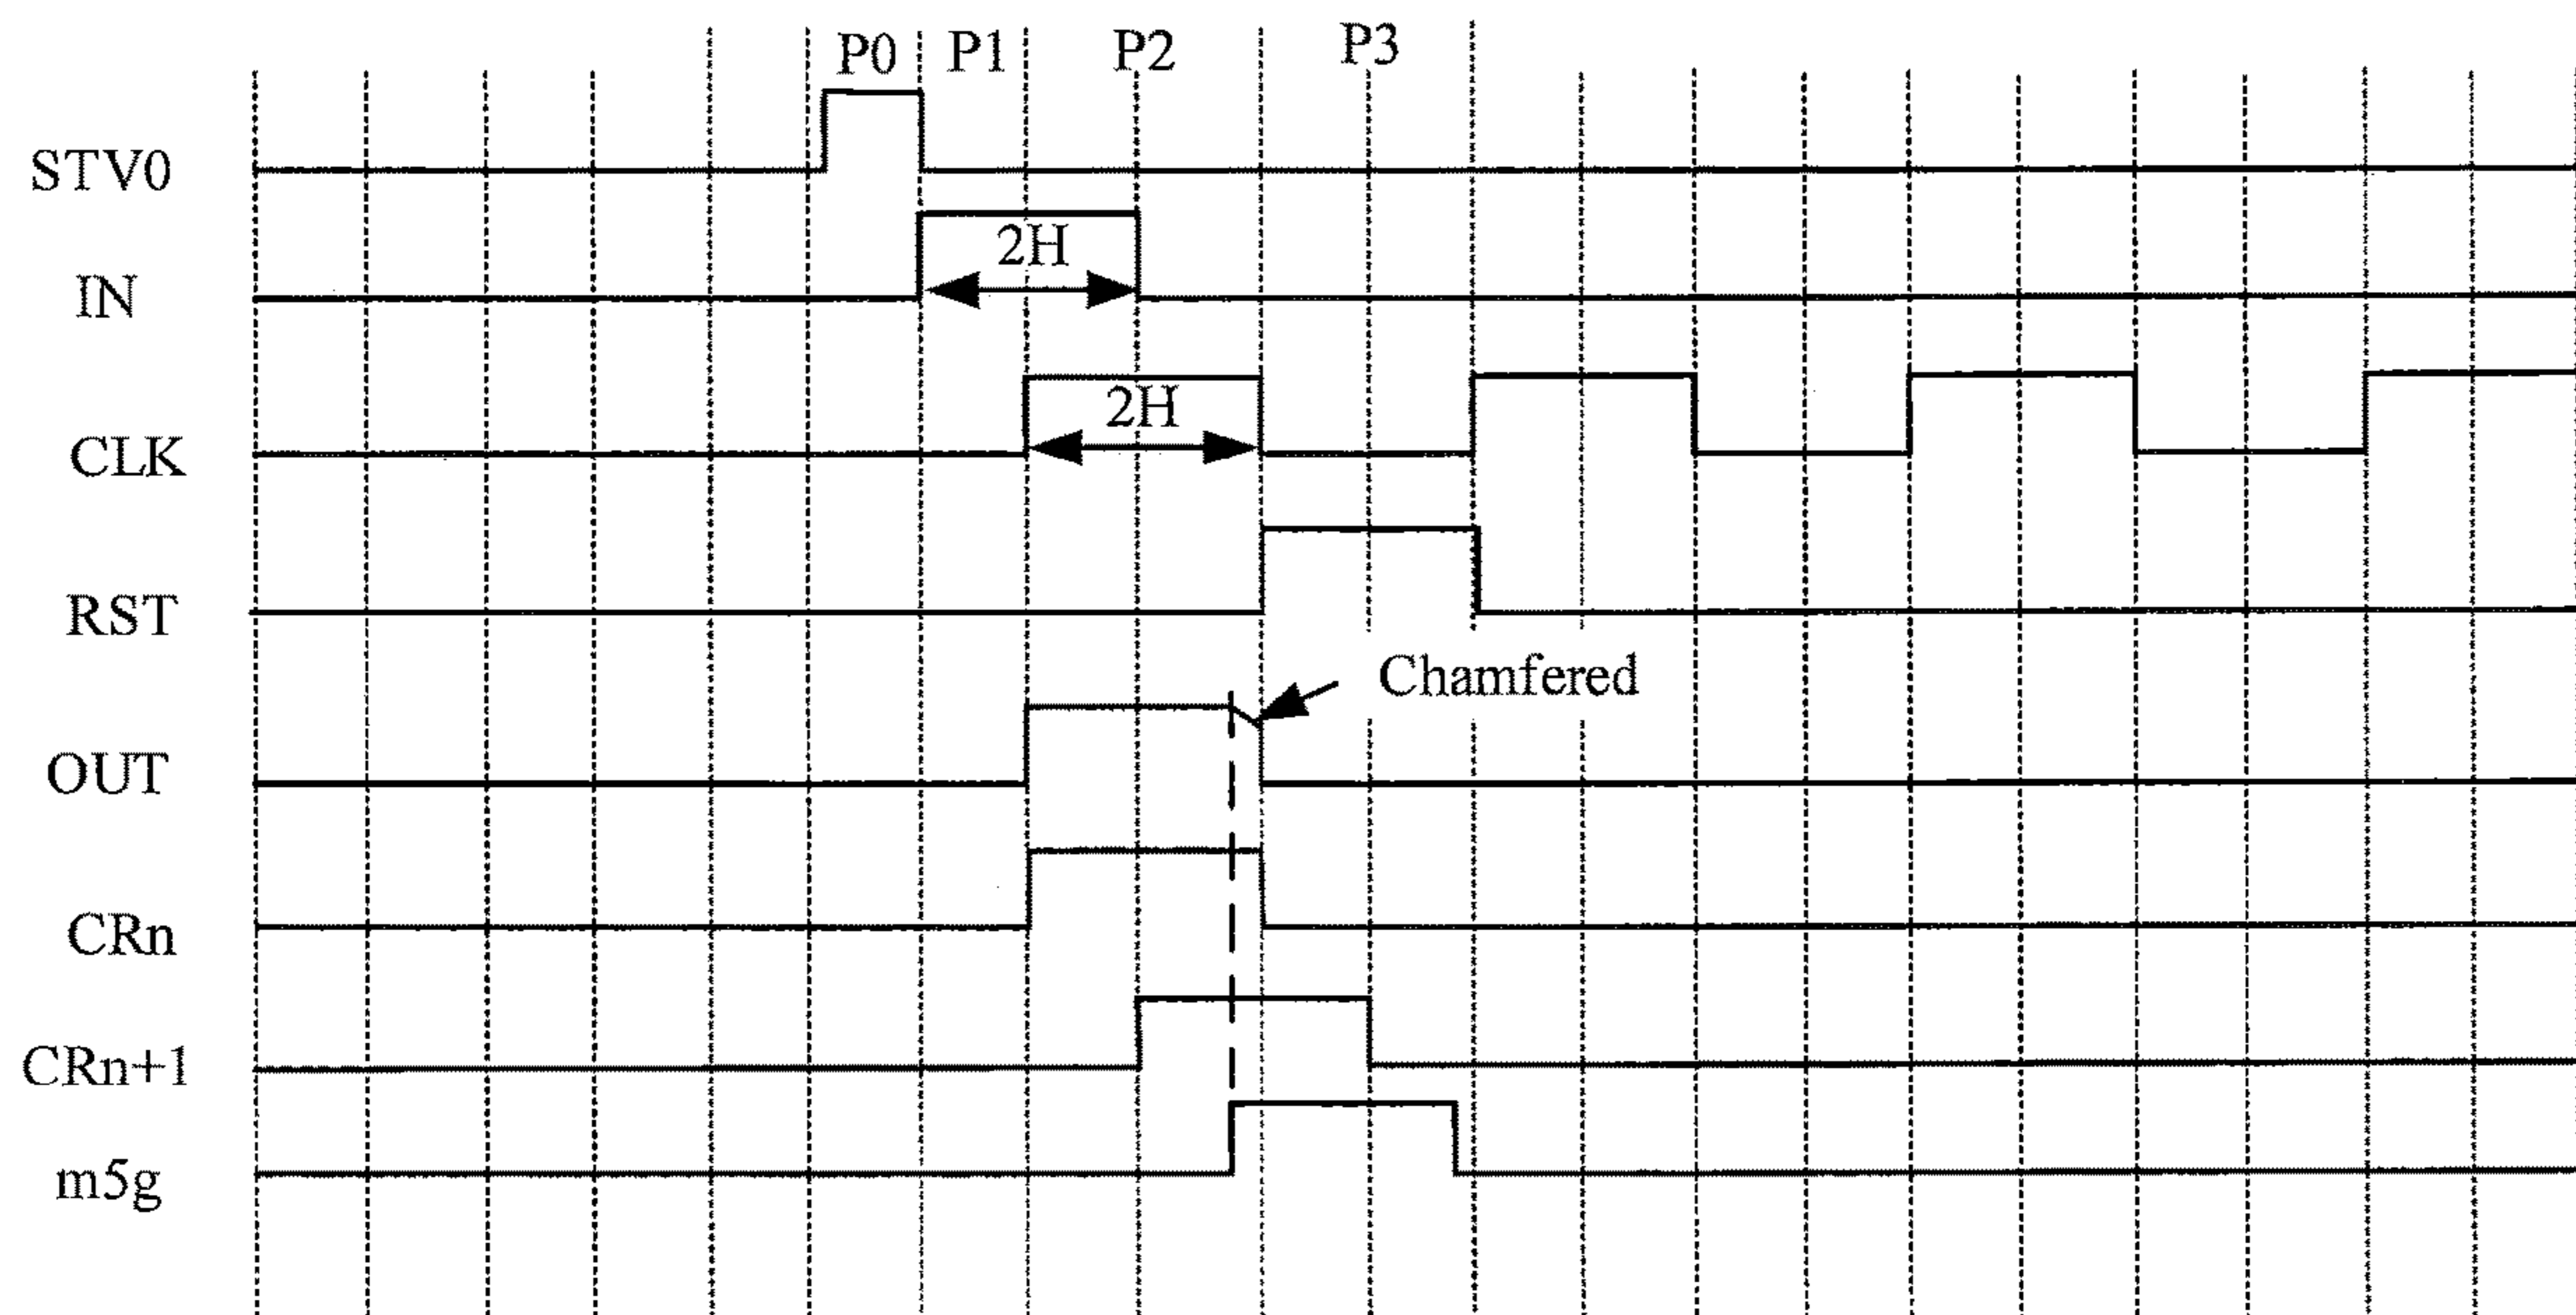 P0 P1 P2 P3
STV0
2H
IN
2H
CLK
RST
Chamfered
OUT
CRn
CRn+1
m5g